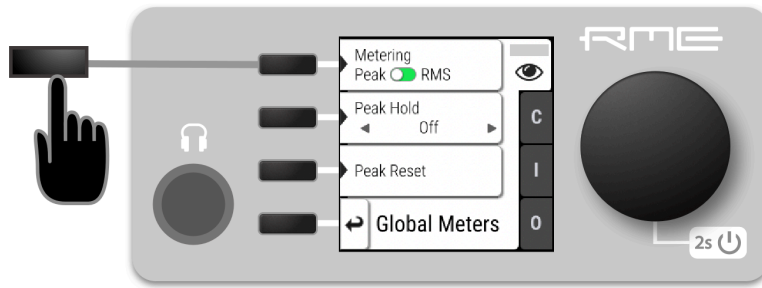 RME
Metering
Peak RMS
Peak Hold
Off
C
Peak Reset
I
Global Meters
O
2s